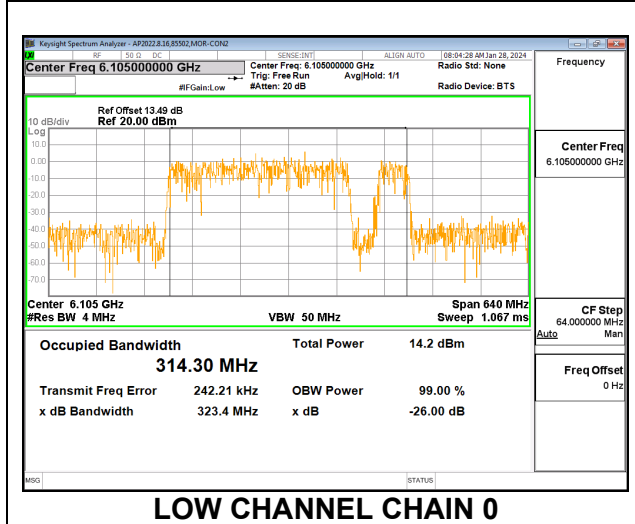 Keysight Spectrum Analyzer - AP2022.8.16,85502,MOR-CON2
RF 50 Ω DC SENSE:INT ALIGN AUTO 08:04:28 AM Jan 28, 2024
Center Freq 6.105000000 GHz Center Freq: 6.105000000 GHz Radio Std: None Frequency
Trig: Free Run Avg|Hold: 1/1
#IFGain:Low #Atten: 20 dB Radio Device: BTS
Ref Offset 13.49 dB
10 dB/div Ref 20.00 dBm
Log
10.0
0.00
-10.0
-20.0
-30.0
-40.0
-50.0
-60.0
-70.0
Center Freq
6.105000000 GHz
Center 6.105 GHz Span 640 MHz
#Res BW 4 MHz VBW 50 MHz Sweep 1.067 ms
CF Step
64.000000 MHz
Auto Man
Occupied Bandwidth Total Power 14.2 dBm
314.30 MHz
Freq Offset
0 Hz
Transmit Freq Error 242.21 kHz OBW Power 99.00 %
x dB Bandwidth 323.4 MHz x dB -26.00 dB
MSG STATUS
LOW CHANNEL CHAIN 0